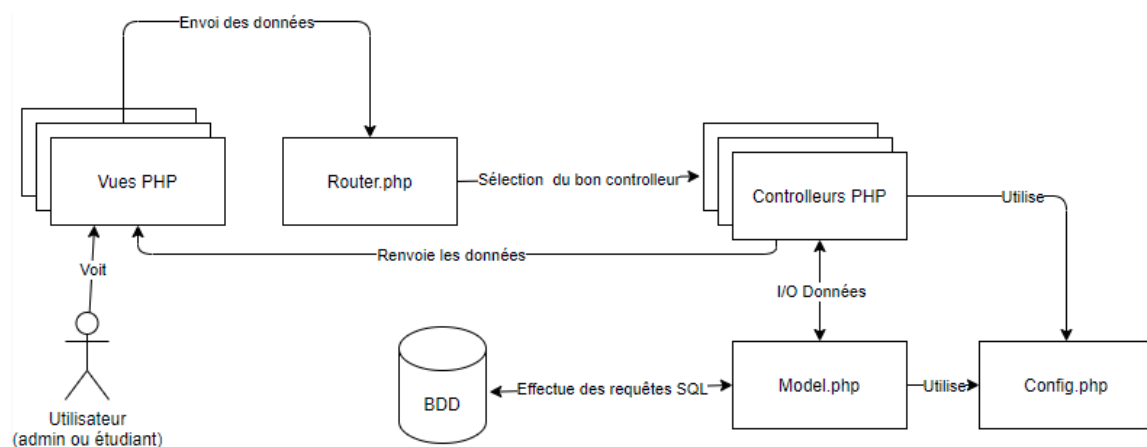 Envoi des données
Vues PHP
Router.php
Sélection du bon controlleur
Controlleurs PHP
Utilise
Renvoie les données
Voit
I/O Données
Utilisateur
(admin ou étudiant)
BDD
Effectue des requêtes SQL
Model.php
Utilise
Config.php